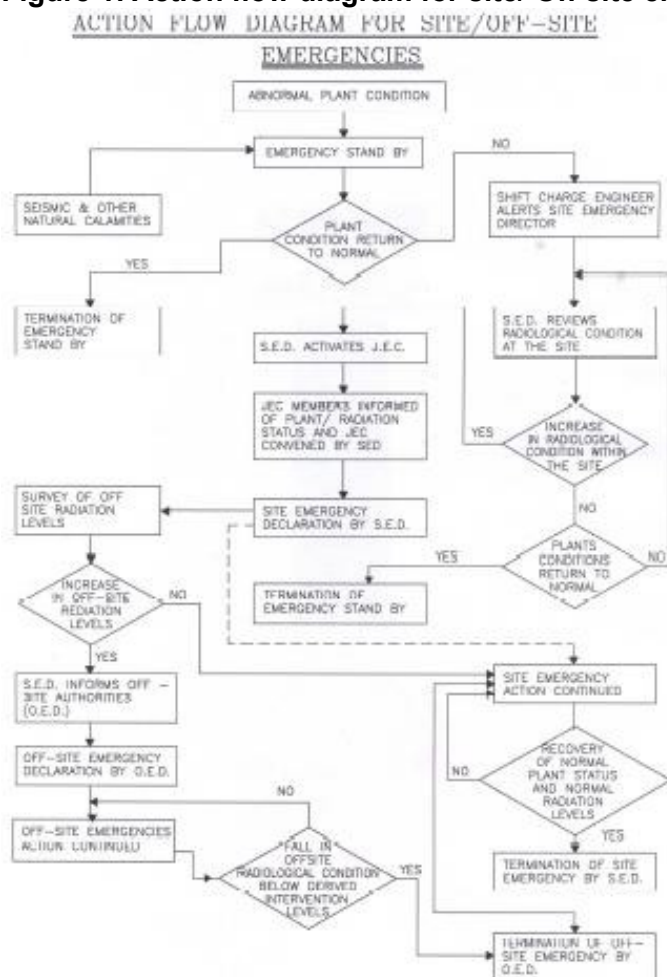 Figure 1: Action flow diagram for Site/ Off Site
ACTION FLOW DIAGRAM FOR SITE/OFF-SITE
EMERGENCIES
ABNORMAL PLANT CONDITION
EMERGENCY STAND BY
NO
SEISMIC & OTHER
NATURAL CALAMITIES
SHIFT CHARGE ENGINEER
ALERTS SITE EMERGENCY
DIRECTOR
PLANT
CONDITION RETURN
TO NORMAL
YES
TERMINATION OF
EMERGENCY
STAND BY
S.E.D. REVIEWS
RADIOLOGICAL CONDITION
AT THE SITE
S.E.D. ACTIVATES J.E.C.
JEC MEMBERS INFORMED
OF PLANT/ RADIATION
STATUS AND JEC
CONVENED BY SED
YES
INCREASE
IN RADIOLOGICAL
CONDITION WITHIN
THE SITE
NO
SURVEY OF OFF
SITE RADIATION
LEVELS
SITE EMERGENCY
DECLARATION BY S.E.D.
PLANTS
CONDITIONS
RETURN TO
NORMAL
NO
YES
TERMINATION OF
EMERGENCY STAND BY
INCREASE
IN OFF-SITE
REDIATION
LEVELS
NO
YES
S.E.D. INFORMS OFF -
SITE AUTHORITIES
(O.E.D.)
SITE EMERGENCY
ACTION CONTINUED
OFF-SITE EMERGENCY
DECLARATION BY O.E.D.
RECOVERY
OF NORMAL
PLANT STATUS
AND NORMAL
RADIATION
LEVELS
NO
YES
NO
OFF-SITE EMERGENCIES
ACTION CONTINUED
FALL IN
OFFSITE
RADIOLOGICAL CONDITION
BELOW DERIVED
INTERVENTION
LEVELS
YES
TERMINATION OF SITE
EMERGENCY BY S.E.D.
TERMINATION OF OFF-
SITE EMERGENCY BY
O.E.D.